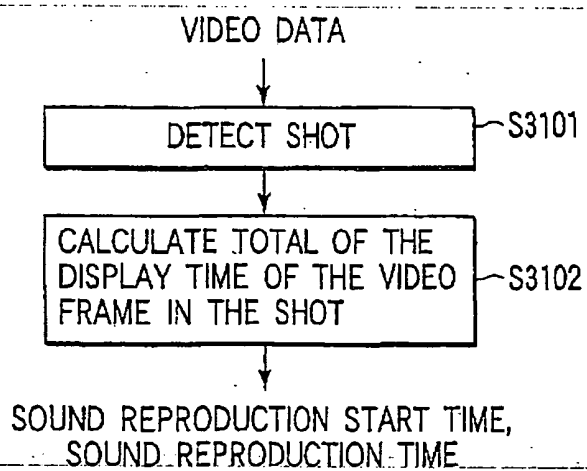 VIDEO DATA
DETECT SHOT
S3101
CALCULATE TOTAL OF THE
DISPLAY TIME OF THE VIDEO
FRAME IN THE SHOT
S3102
SOUND REPRODUCTION START TIME,
SOUND REPRODUCTION TIME